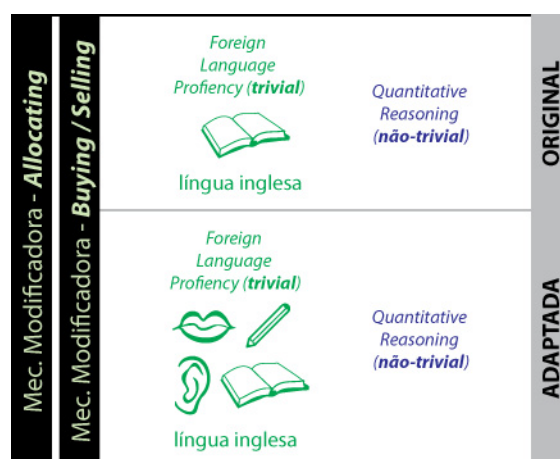 Mec. Modificadora - Allocating
Mec. Modificadora - Buying / Selling
Foreign
Language
Profiency (trivial)
língua inglesa
Quantitative
Reasoning
(não-trivial)
ORIGINAL
Foreign
Language
Profiency (trivial)
língua inglesa
Quantitative
Reasoning
(não-trivial)
ADAPTADA